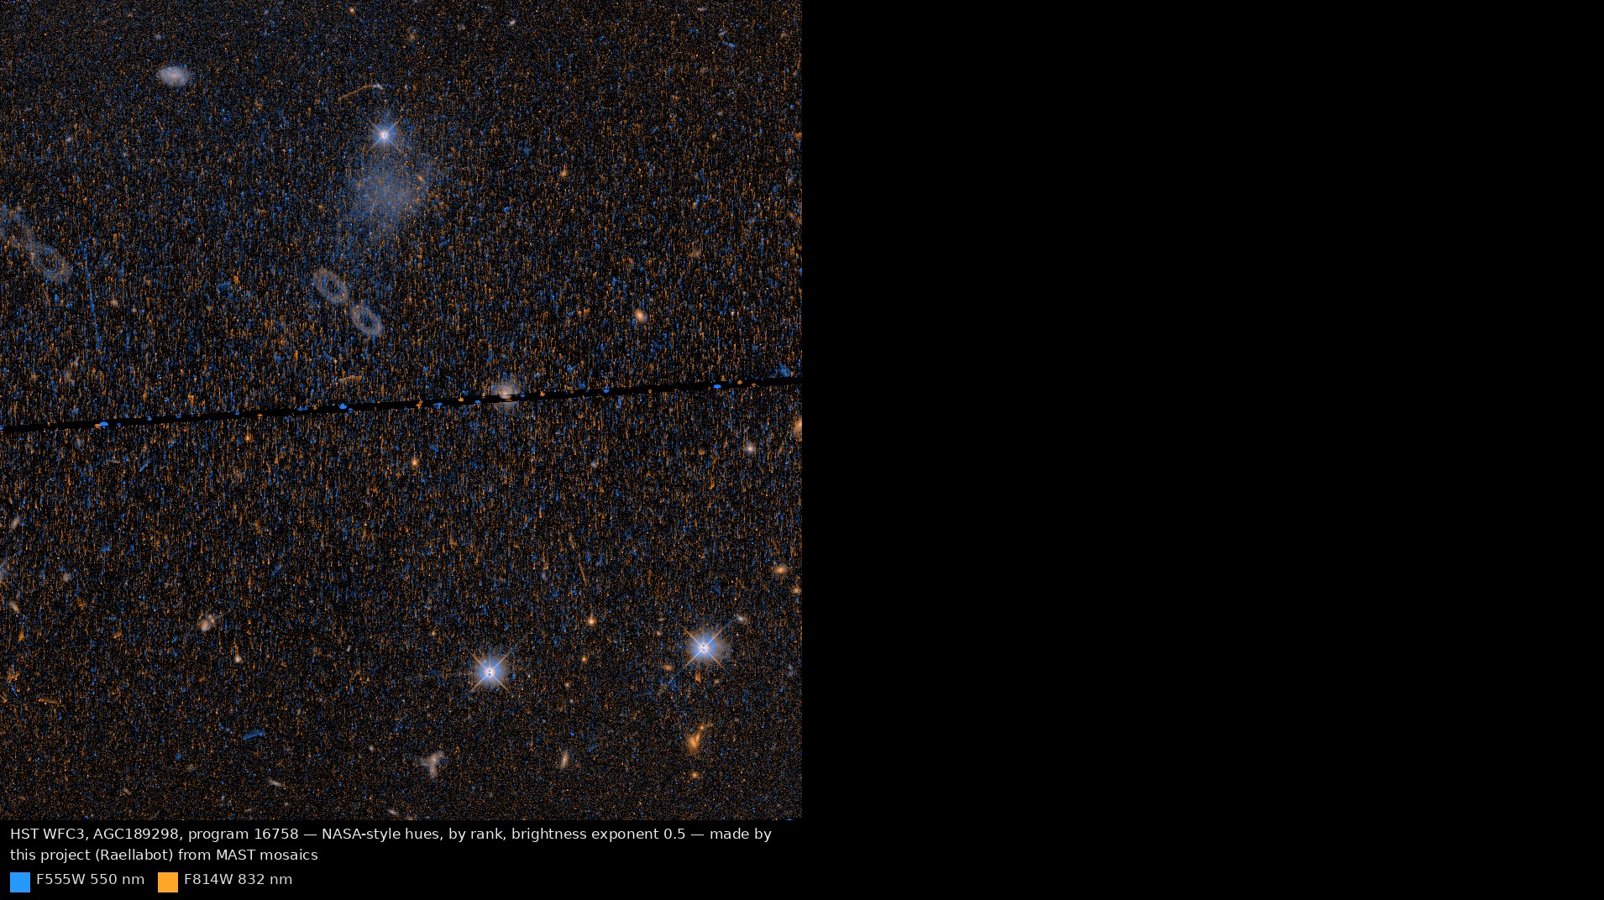 HST WFC3, AGC189298, program 16758 — NASA-style hues, by rank, brightness exponent 0.5 — made by
this project (Raellabot) from MAST mosaics
F555W 550 nm F814W 832 nm